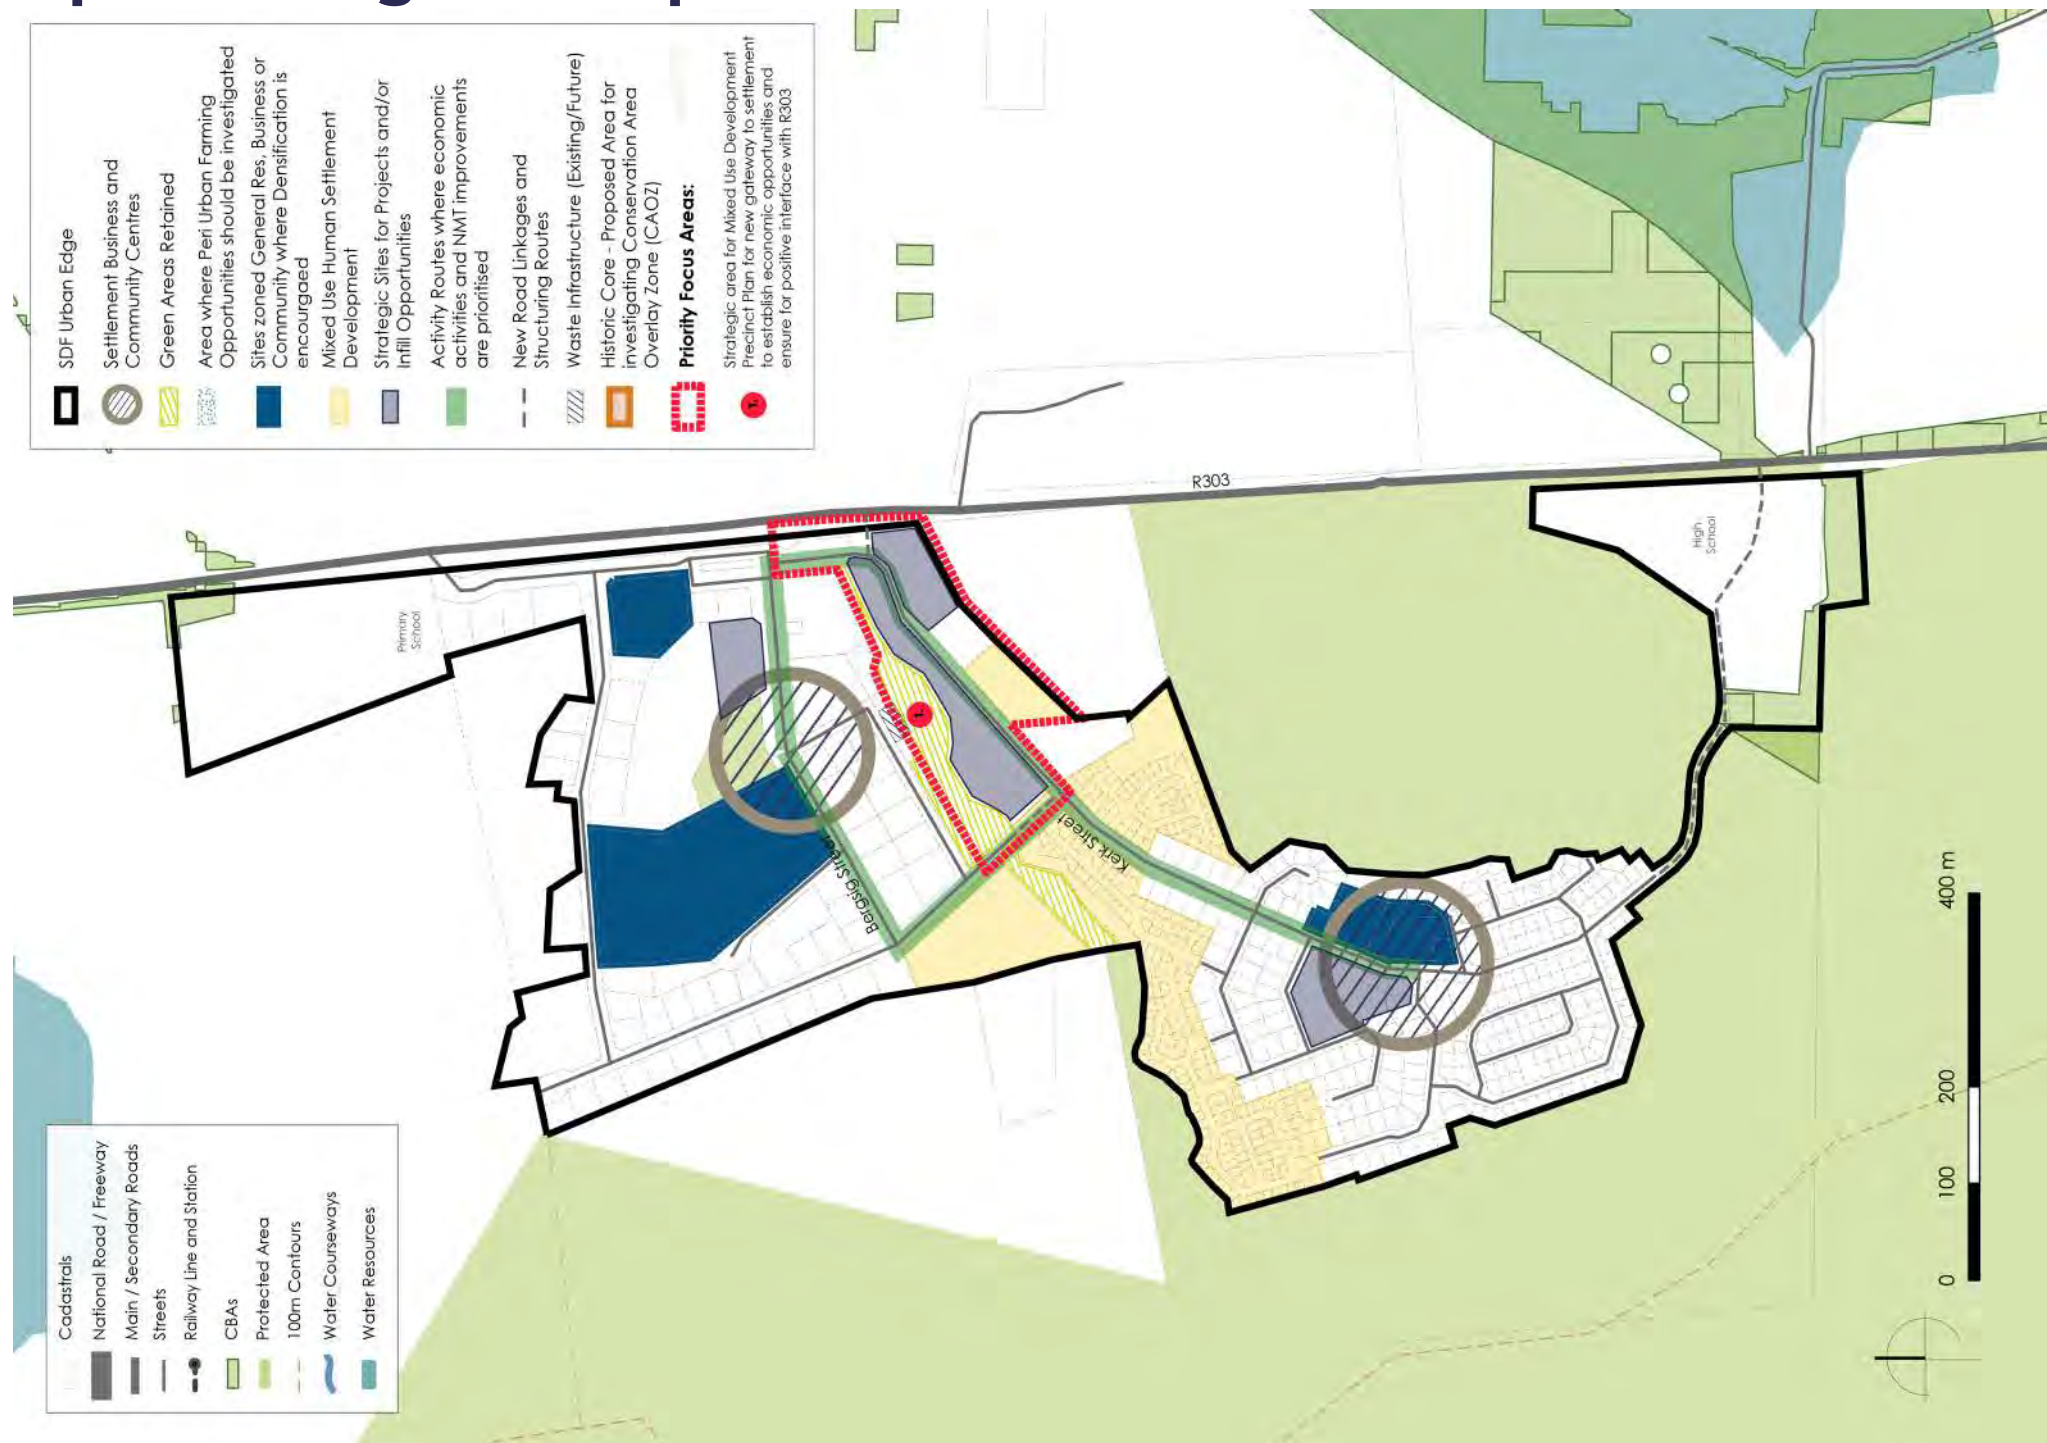 SDF Urban Edge
Settlement Business and
Community Centres
Green Areas Retained
Area where Peri Urban Farming
Opportunities should be investigated
Sites zoned General Res, Business or
Community where Densification is
encourgaed
Mixed Use Human Settlement
Development
Strategic Sites for Projects and/or
Infill Opportunities
Activity Routes where economic
activities and NMT improvements
are prioritised
New Road Linkages and
Structuring Routes
Waste Infrastructure (Existing/Future)
Historic Core - Proposed Area for
investigating Conservation Area
Overlay Zone (CAOZ)
Priority Focus Areas:
1.
Strategic area for Mixed Use Development
Precinct Plan for new gateway to settlement
to establish econonomic opportunities and
ensure for positive interface with R303
Cadastrals
National Road / Freeway
Main / Secondary Roads
Streets
Railway Line and Station
CBAs
Protected Area
100m Contours
Water Courseways
Water Resources
R303
Primary
School
High
School
1.
Bergsig Street
Kerk Street
0 100 200 400 m